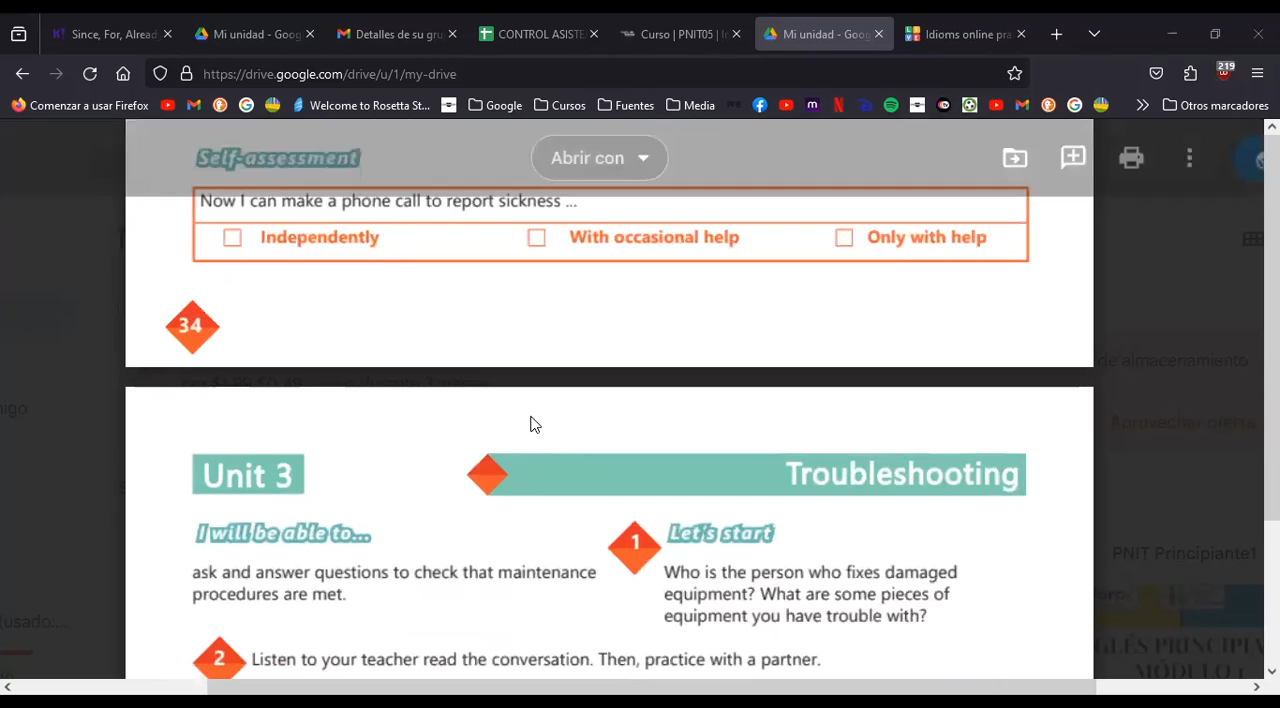 Since, For, Alread
Mi unidad - Goog
Detalles de su gru
CONTROL ASISTE
Curso | PNIT05 | I
Mi unidad - Goog
Idioms online pra
https://drive.google.com/drive/u/1/my-drive
219
Comenzar a usar Firefox
Welcome to Rosetta St...
Google
Cursos
Fuentes
Media
Otros marcadores
Self-assessment
Abrir con
Now I can make a phone call to report sickness ...
Independently
With occasional help
Only with help
34
de almacenamiento
migo
Aprovechar oferta
Unit 3
Troubleshooting
I will be able to...
1
Let's start
ask and answer questions to check that maintenance
procedures are met.
Who is the person who fixes damaged
equipment? What are some pieces of
equipment you have trouble with?
PNIT Principiante1
(usado:...
2
Listen to your teacher read the conversation. Then, practice with a partner.